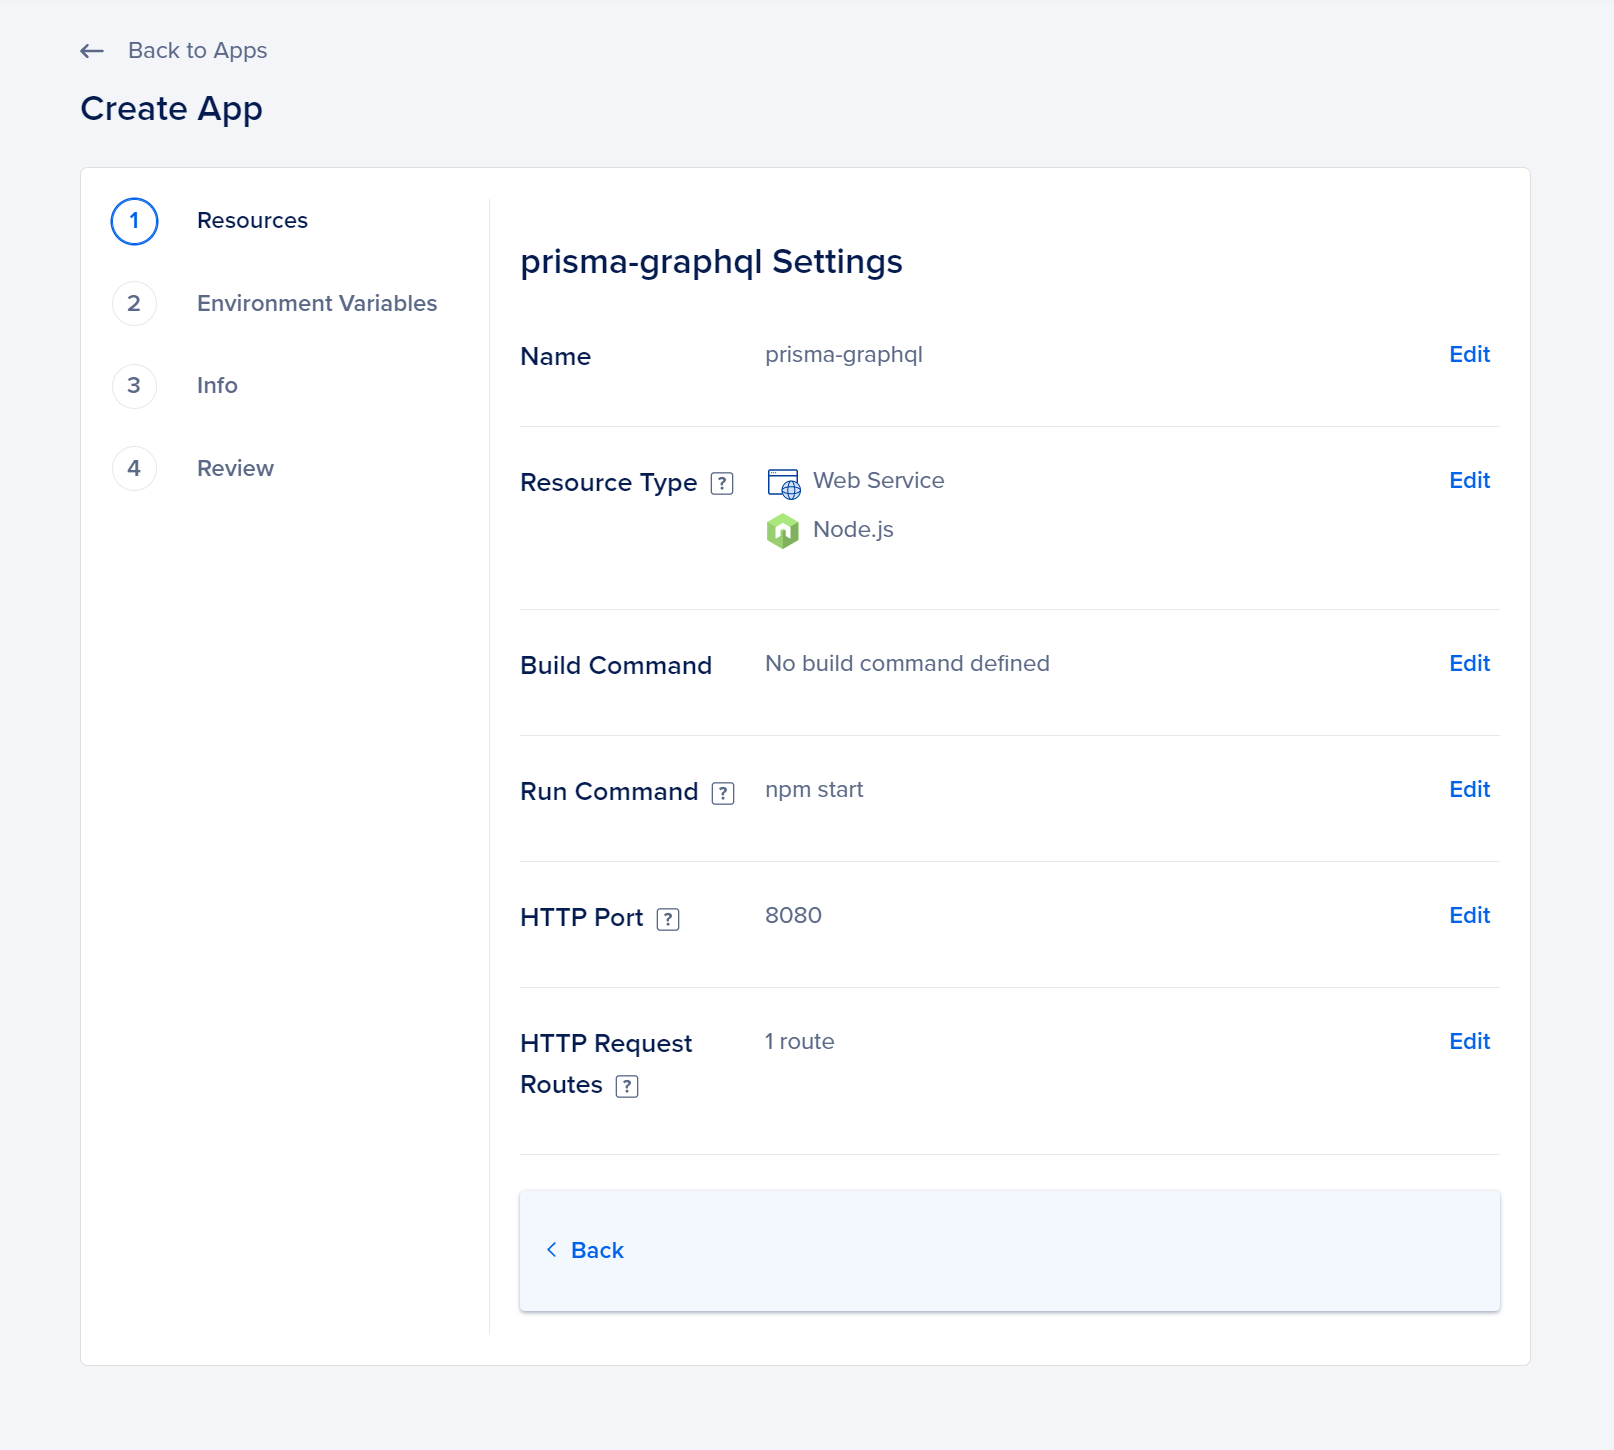 Back to Apps
Create App
1 Resources
2 Environment Variables
3 Info
4 Review
prisma-graphql Settings
Name prisma-graphql Edit
Resource Type ? Web Service Edit
Node.js
Build Command No build command defined Edit
Run Command ? npm start Edit
HTTP Port ? 8080 Edit
HTTP Request 1 route Edit
Routes ?
Back